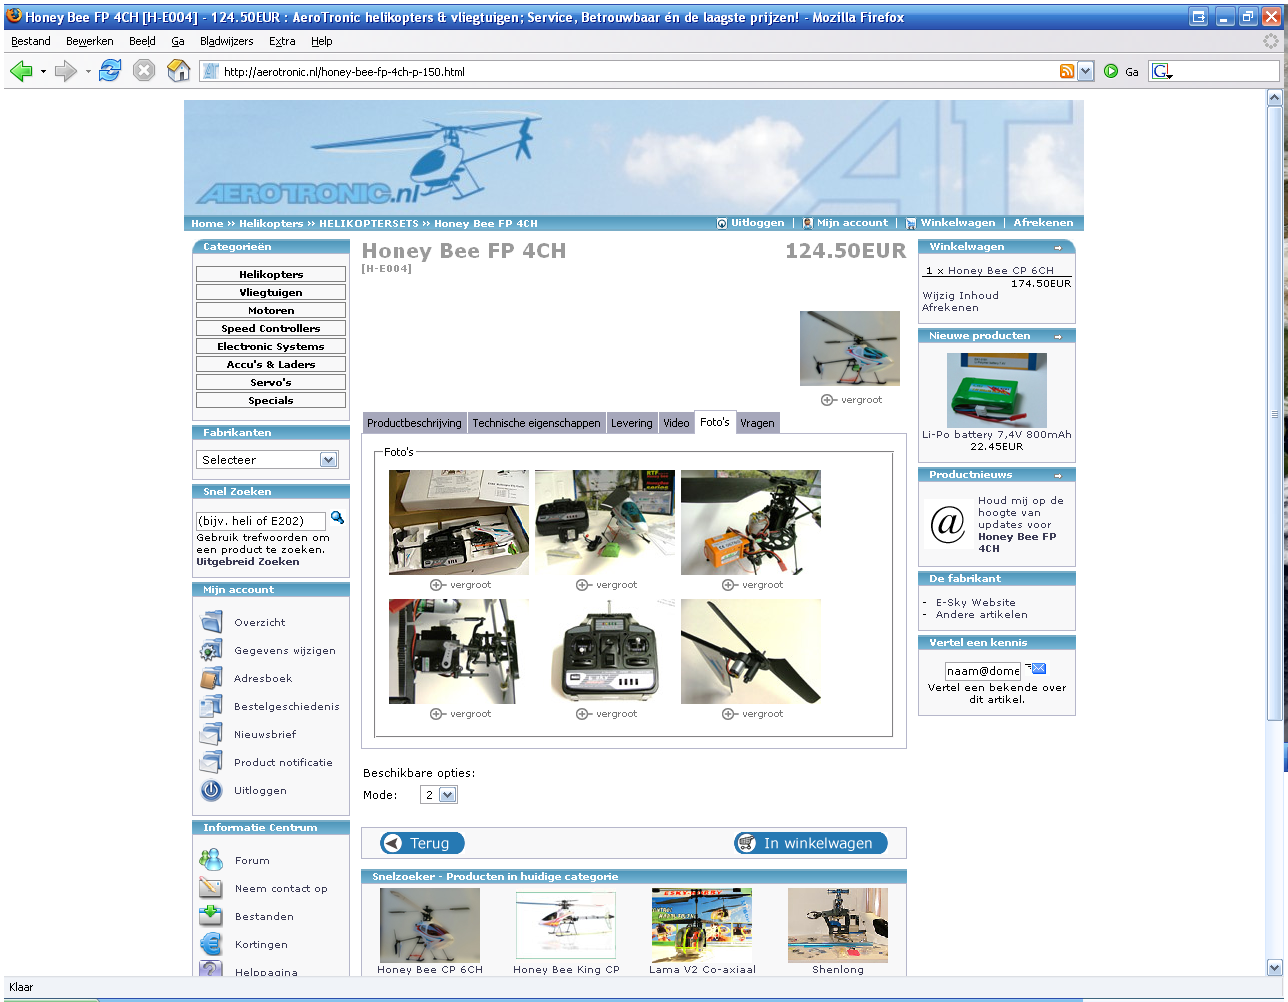 Honey Bee FP 4CH [H-E004] - 124.50EUR : AeroTronic helikopters & vliegtuigen; Service, Betrouwbaar én de laagste prijzen! - Mozilla Firefox
Bestand Bewerken Beeld Ga Bladwijzers Extra Help
http://aerotronic.nl/honey-bee-fp-4ch-p-150.html
Ga
G
AT
AEROTRONIC.nl
Home » Helikopters » HELIKOPTERSETS » Honey Bee FP 4CH
Uitloggen | Mijn account | Winkelwagen | Afrekenen
Categorieën
Helikopters
Vliegtuigen
Motoren
Speed Controllers
Electronic Systems
Accu's & Laders
Servo's
Specials
Fabrikanten
Selecteer
Snel Zoeken
(bijv. heli of E202)
Gebruik trefwoorden om
een product te zoeken.
Uitgebreid Zoeken
Mijn account
Overzicht
Gegevens wijzigen
Adresboek
Bestelgeschiedenis
Nieuwsbrief
Product notificatie
Uitloggen
Informatie Centrum
Forum
Neem contact op
Bestanden
Kortingen
Helppagina
Honey Bee FP 4CH 124.50EUR
[H-E004]
vergroot
Productbeschrijving Technische eigenschappen Levering Video Foto's Vragen
Foto's
vergroot vergroot vergroot
vergroot vergroot vergroot
Beschikbare opties:
Mode: 2
Terug In winkelwagen
Snelzoeker - Producten in huidige categorie
Honey Bee CP 6CH Honey Bee King CP Lama V2 Co-axiaal Shenlong
Winkelwagen
1 x Honey Bee CP 6CH
174.50EUR
Wijzig Inhoud
Afrekenen
Nieuwe producten
Li-Po battery 7,4V 800mAh
22.45EUR
Productnieuws
@
Houd mij op de
hoogte van
updates voor
Honey Bee FP
4CH
De fabrikant
- E-Sky Website
- Andere artikelen
Vertel een kennis
naam@dome
Vertel een bekende over
dit artikel.
Klaar